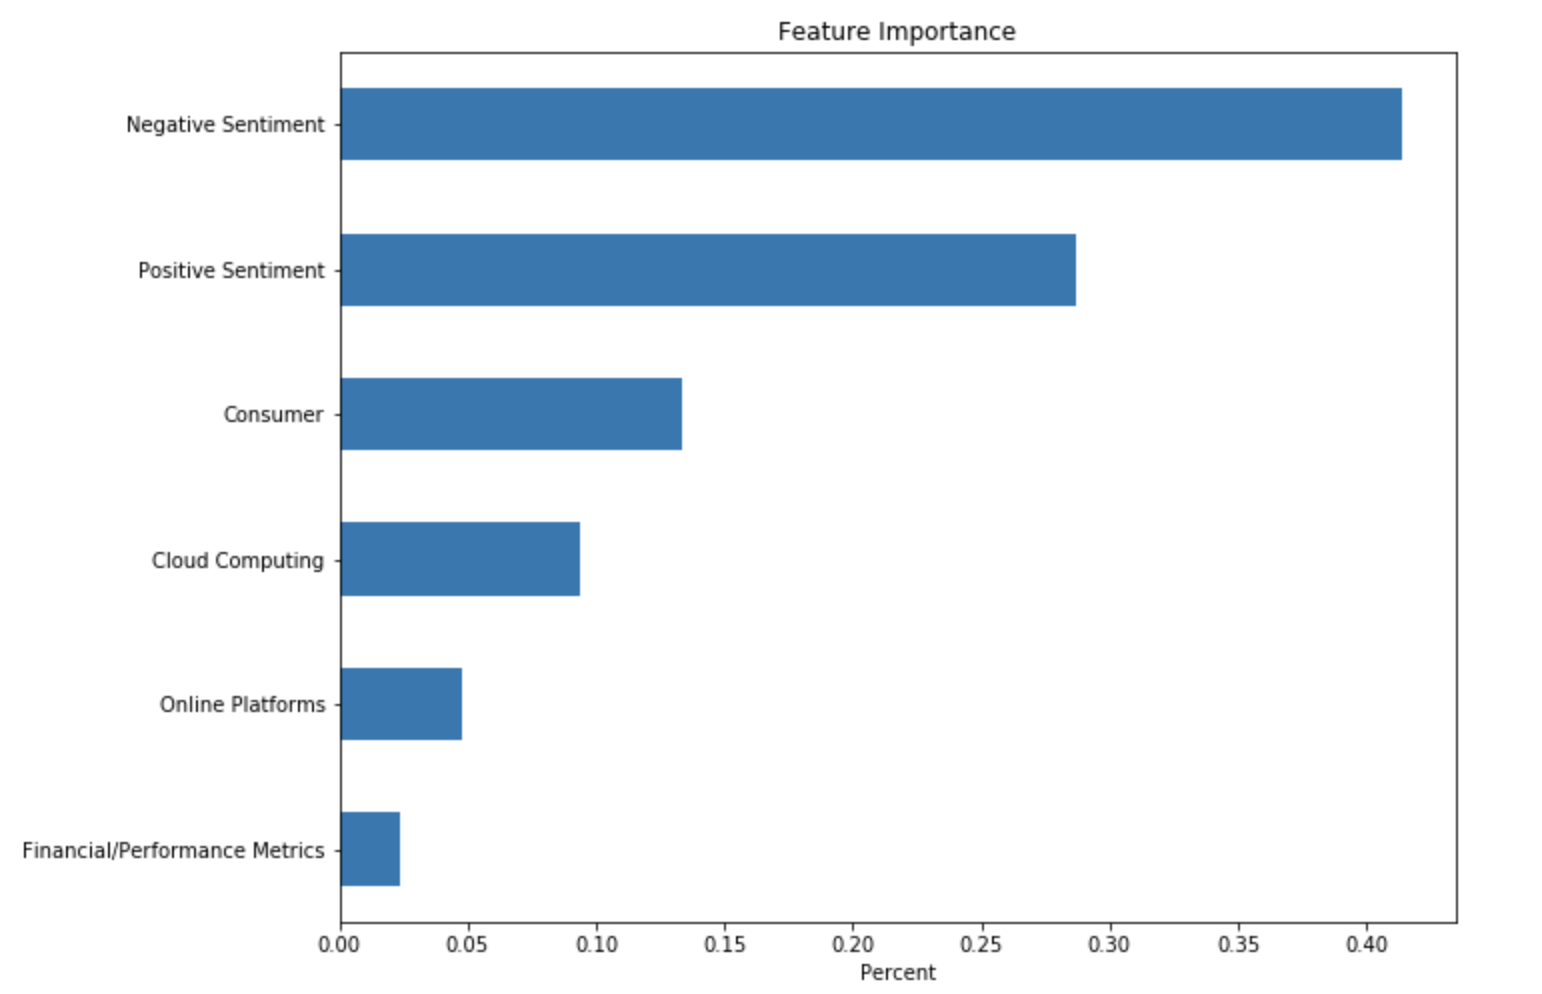 Feature Importance
Negative Sentiment
Positive Sentiment
Consumer
Cloud Computing
Online Platforms
Financial/Performance Metrics
0.00 0.05 0.10 0.15 0.20 0.25 0.30 0.35 0.40
Percent